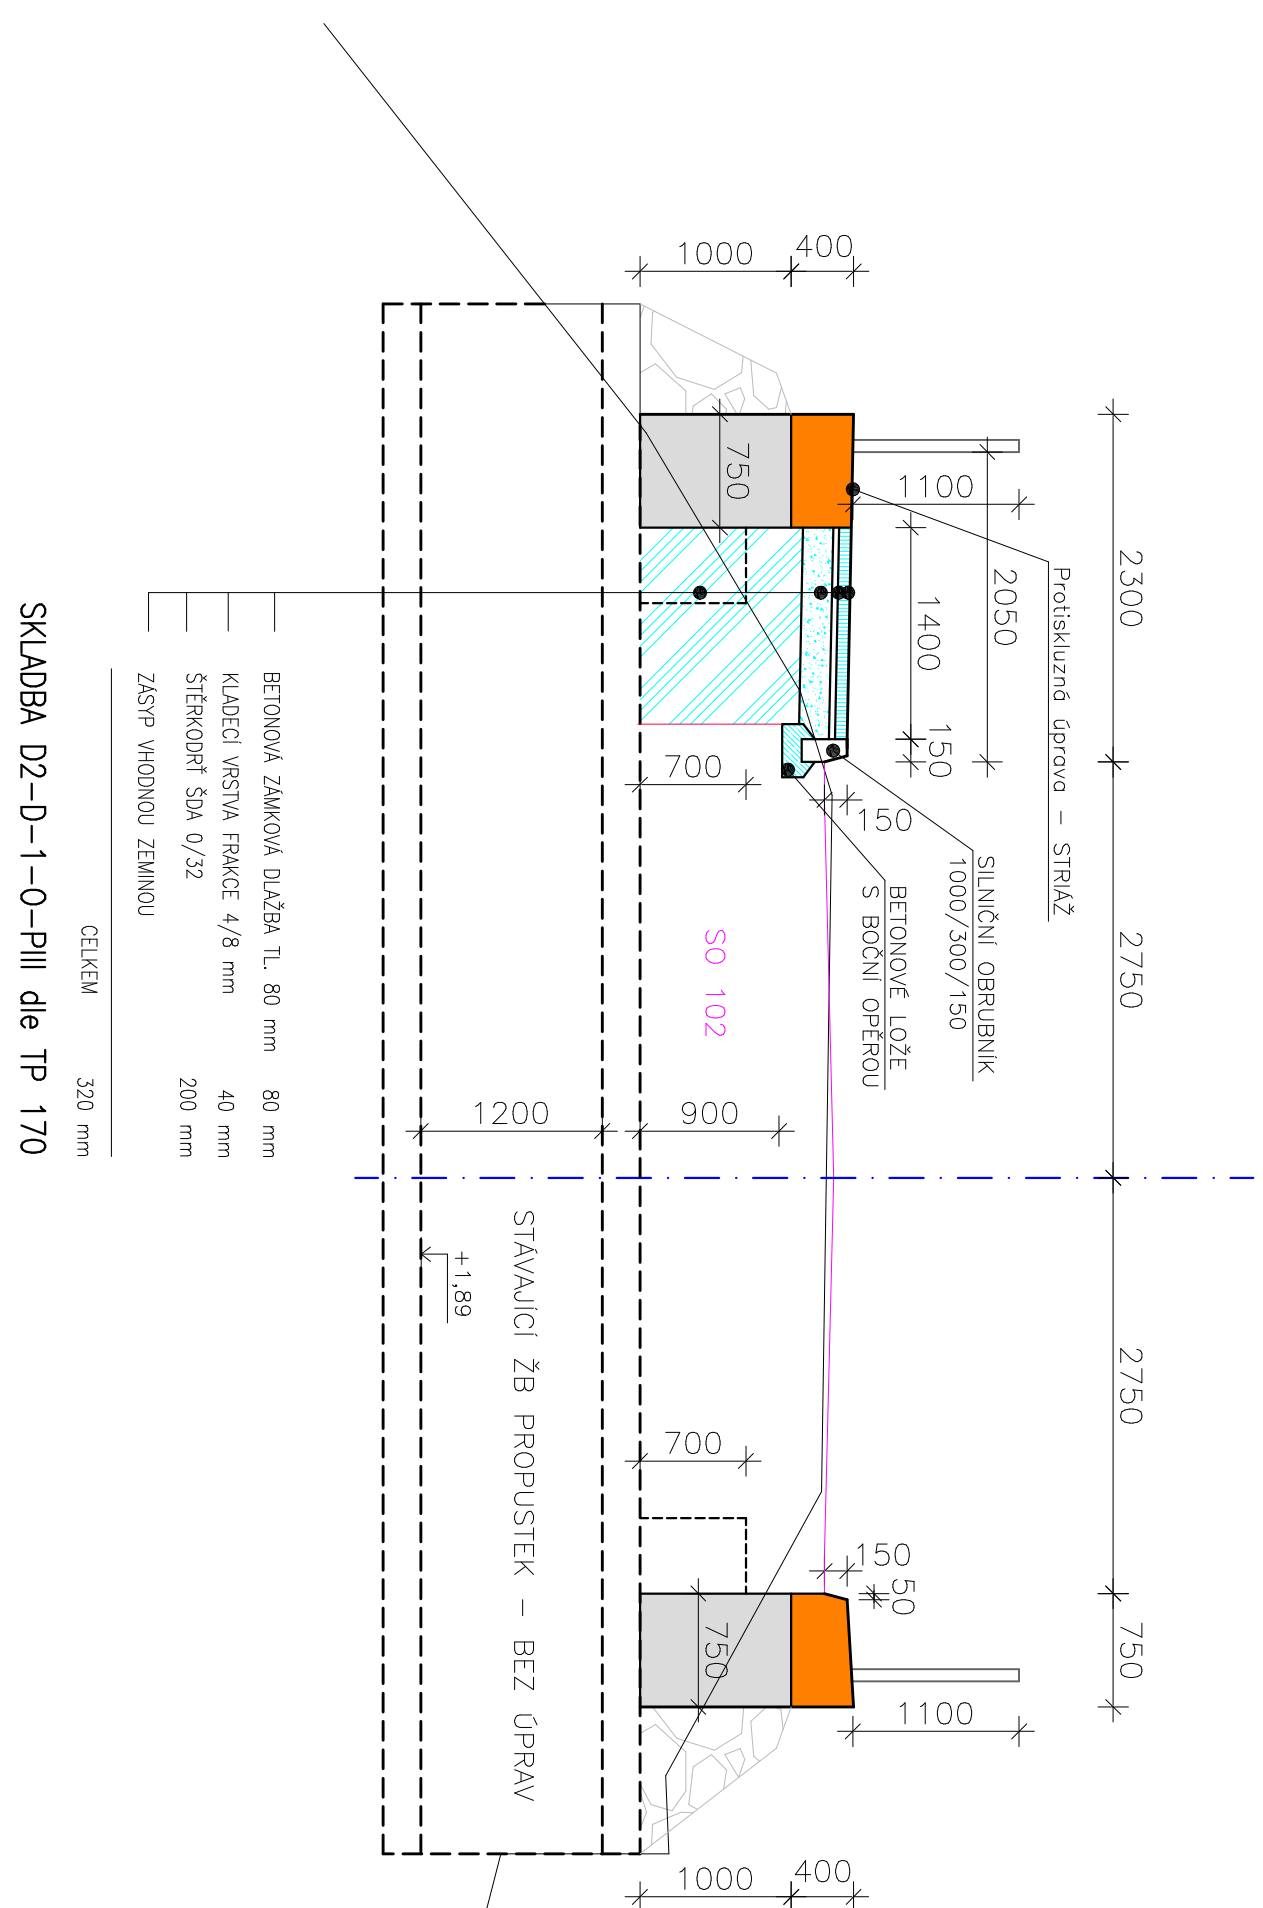 2300
2750
2750
750
2050
1100
1400
150
1100
400
1000
750
Protiskluzná úprava – STRIÁŽ
SILNIČNÍ OBRUBNÍK
1000/300/150
BETONOVÉ LOŽE
S BOČNÍ OPĚROU
150
700
SO 102
900
1200
700
150
50
750
400
1000
STÁVAJÍCÍ ŽB PROPUSTEK – BEZ ÚPRAV
+1,89
BETONOVÁ ZÁMKOVÁ DLAŽBA TL. 80 mm 80 mm
KLADECÍ VRSTVA FRAKCE 4/8 mm 40 mm
ŠTĚRKODRŤ ŠDA 0/32 200 mm
ZÁSYP VHODNOU ZEMINOU
CELKEM 320 mm
SKLADBA D2–D–1–O–PIII dle TP 170